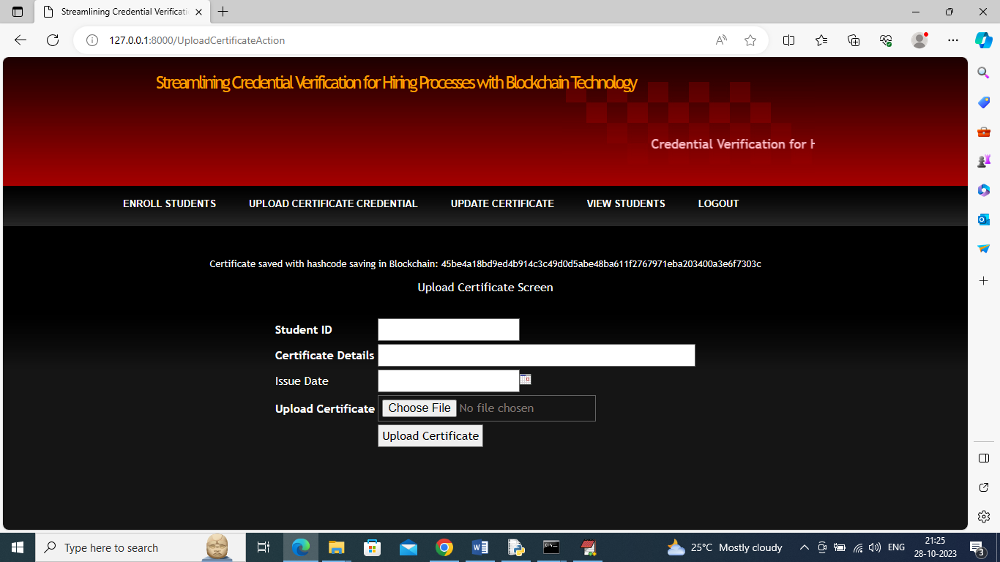 Streamlining Credential Verificati
127.0.0.1:8000/UploadCertificateAction
Streamlining Credential Verification for Hiring Processes with Blockchain Technology
Credential Verification for H
ENROLL STUDENTS UPLOAD CERTIFICATE CREDENTIAL UPDATE CERTIFICATE VIEW STUDENTS LOGOUT
Certificate saved with hashcode saving in Blockchain: 45be4a18bd9ed4b914c3c49d0d5abe48ba611f2767971eba203400a3e6f7303c
Upload Certificate Screen
Student ID
Certificate Details
Issue Date
Upload Certificate Choose File No file chosen
Upload Certificate
Type here to search
25°C Mostly cloudy
ENG
21:25
28-10-2023
3